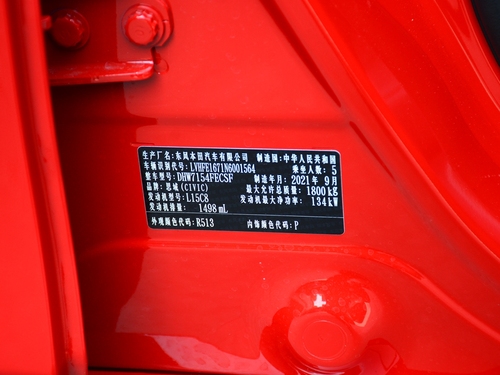 生产厂名：东风本田汽车有限公司 制造国：中华人民共和国
车辆识别代号：LVHFE1671N6001564 乘坐人数：5
整车型号：DHW7154FECSF 制造年月：2021年9月
品牌：思域(CIVIC) 最大允许总质量：1800kg
发动机型号：L15C8 发动机最大净功率：134kW
发动机排量：1498mL
外观颜色代码：R513 内饰颜色代码：P